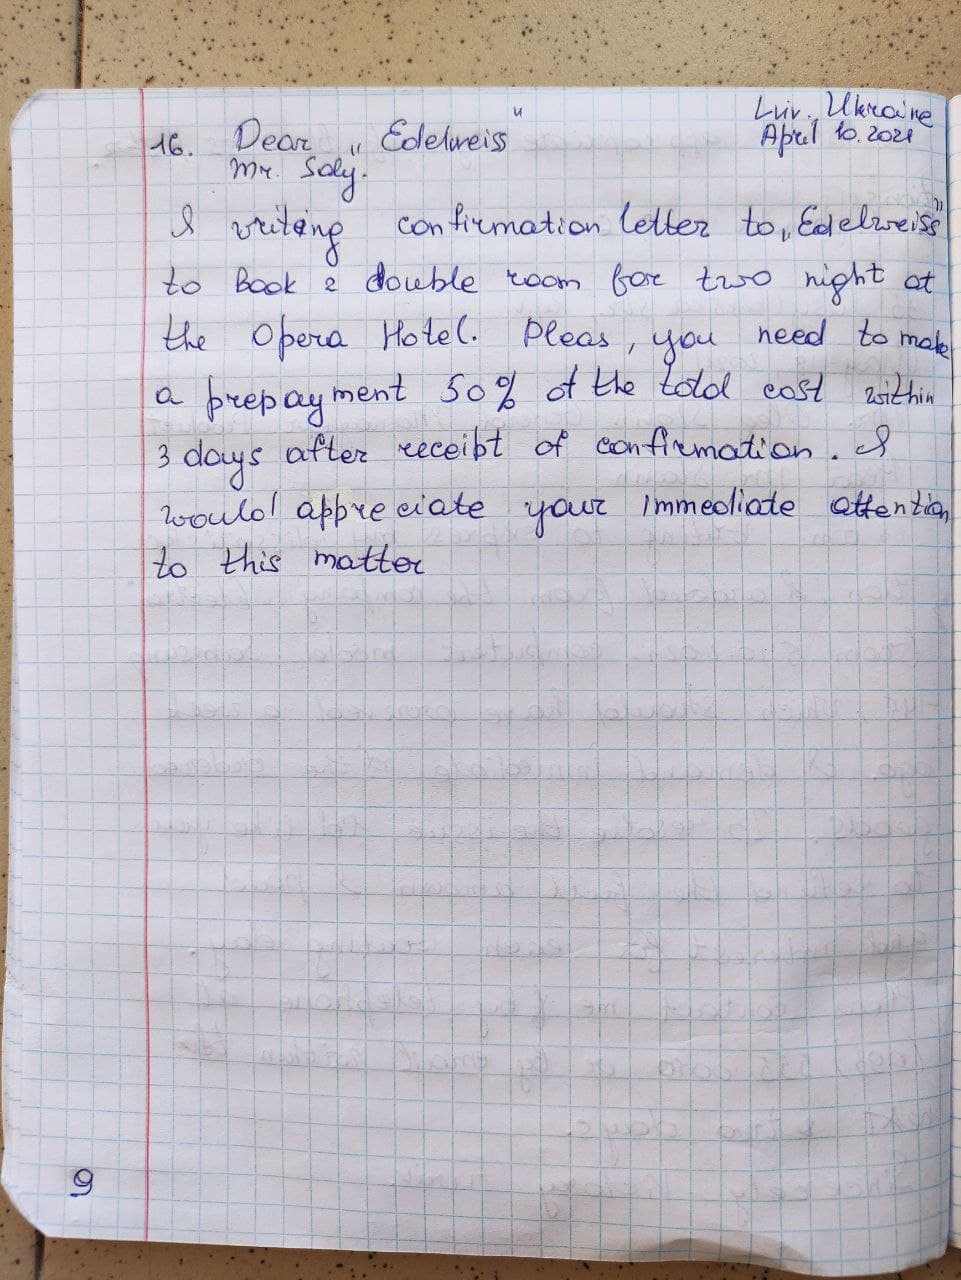 Lviv, Ukraine
April 10.2021
16. Dear „ Edelweiss"
Mr. Saly.
I writing confirmation letter to „Edelweiss"
to Book 2 double room for two night at
the Opera Hotel. Pleas, you need to make
a prepayment 50% of the total cost within
3 days after receipt of confirmation. I
would appreciate your immediate attention
to this matter
9